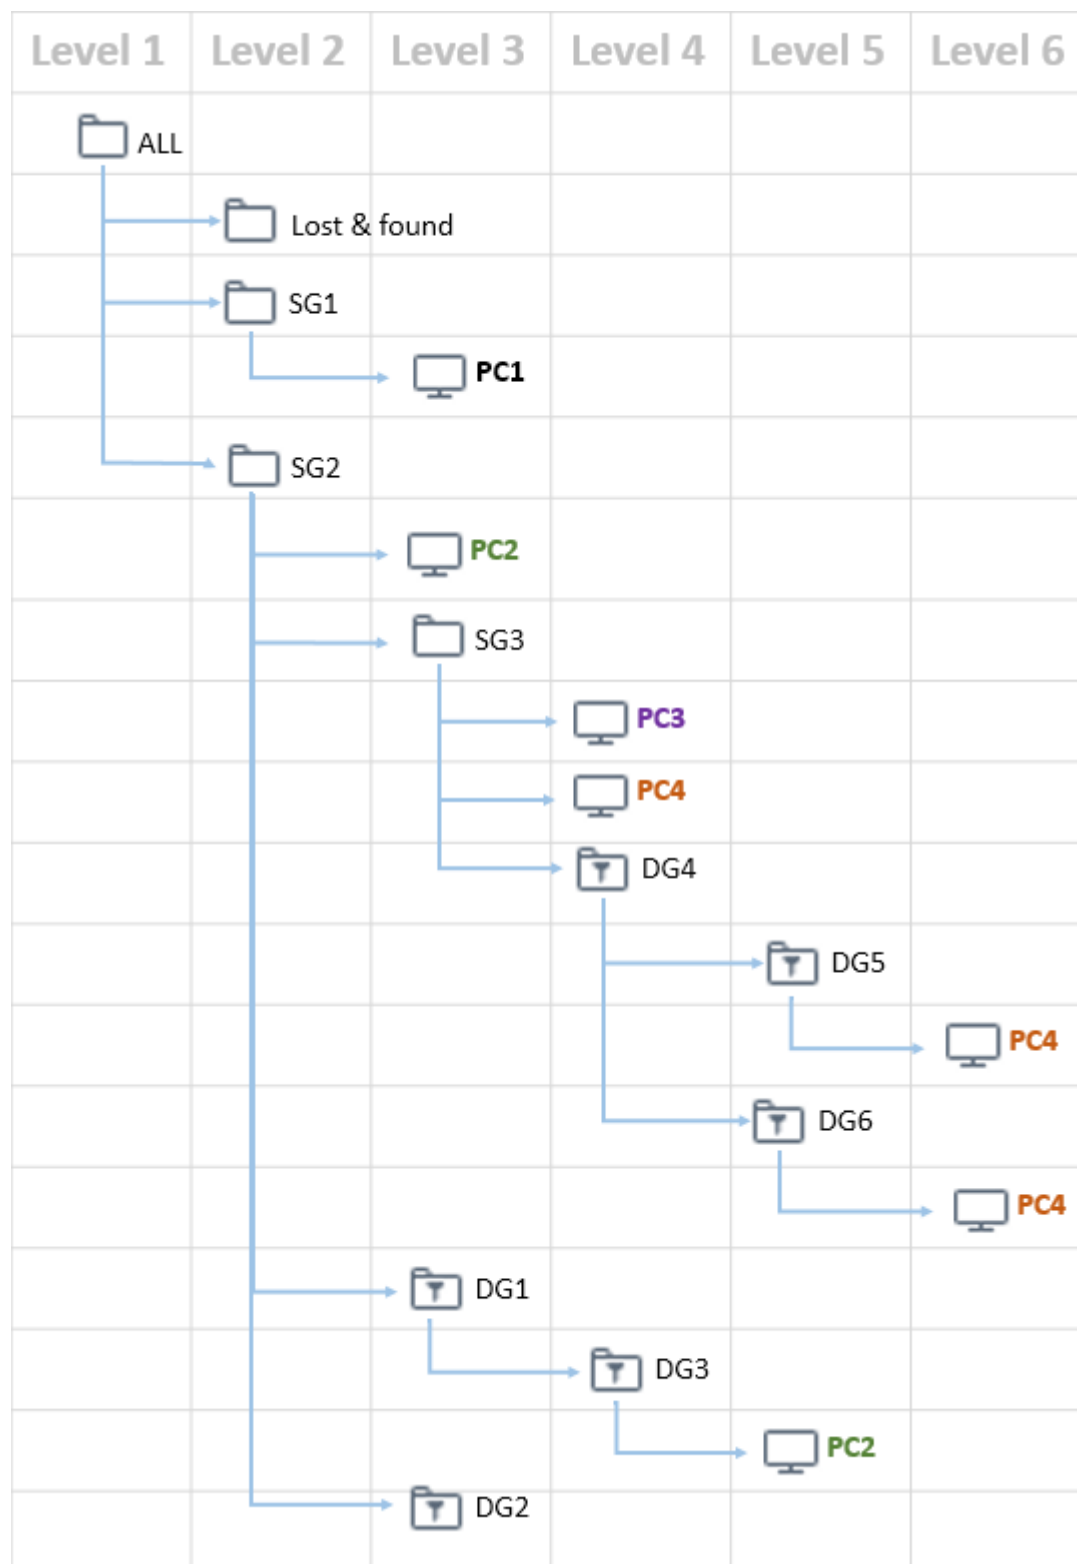 Level 1 Level 2 Level 3 Level 4 Level 5 Level 6
ALL
Lost & found
SG1
PC1
SG2
PC2
SG3
PC3
PC4
DG4
DG5
PC4
DG6
PC4
DG1
DG3
PC2
DG2